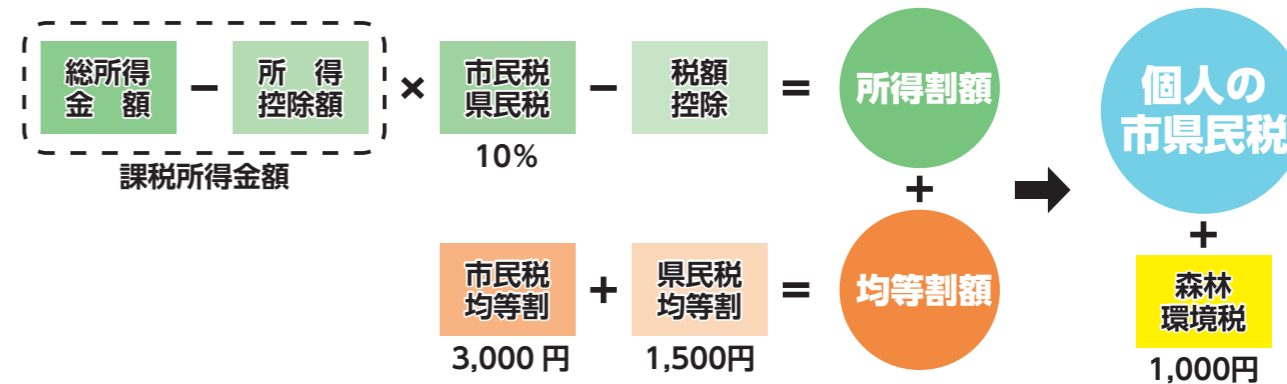 総所得
金　額
−
所　得
控除額
×
市民税
県民税
−
税額
控除
=
所得割額
個人の
市県民税
10%
課税所得金額
+
市民税
均等割
+
県民税
均等割
=
均等割額
+
森林
環境税
3,000 円
1,500円
1,000円